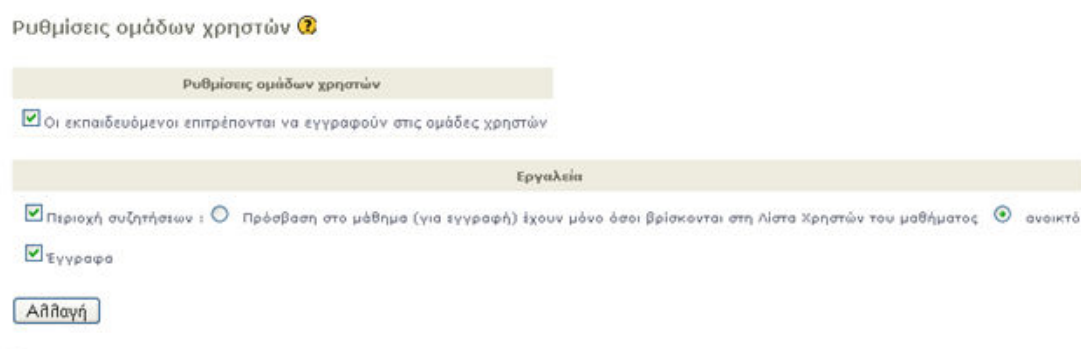 Ρυθμίσεις ομάδων χρηστών
Ρυθμίσεις ομάδων χρηστών
Οι εκπαιδευόμενοι επιτρέπονται να εγγραφούν στις ομάδες χρηστών
Εργαλεία
Περιοχή συζητήσεων : Πρόσβαση στο μάθημα (για εγγραφή) έχουν μόνο όσοι βρίσκονται στη Λίστα Χρηστών του μαθήματος ανοικτό
Έγγραφα
Αλλαγή